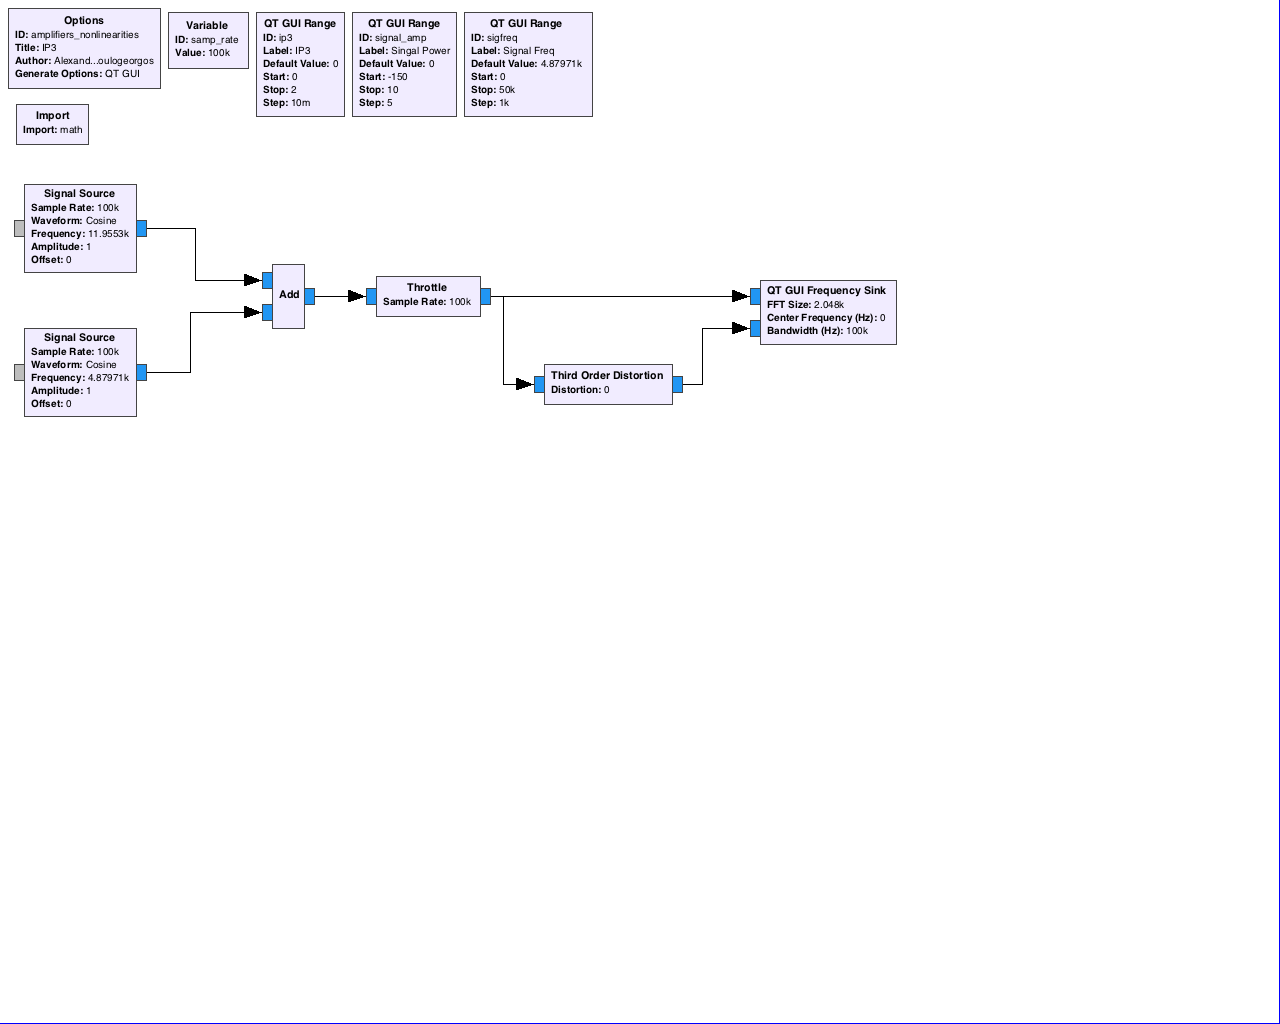 Options
ID: amplifiers_nonlinearities
Title: IP3
Author: Alexand...oulogeorgos
Generate Options: QT GUI
Variable
ID: samp_rate
Value: 100k
QT GUI Range
ID: ip3
Label: IP3
Default Value: 0
Start: 0
Stop: 2
Step: 10m
QT GUI Range
ID: signal_amp
Label: Singal Power
Default Value: 0
Start: -150
Stop: 10
Step: 5
QT GUI Range
ID: sigfreq
Label: Signal Freq
Default Value: 4.87971k
Start: 0
Stop: 50k
Step: 1k
Import
Import: math
Signal Source
Sample Rate: 100k
Waveform: Cosine
Frequency: 11.9553k
Amplitude: 1
Offset: 0
Signal Source
Sample Rate: 100k
Waveform: Cosine
Frequency: 4.87971k
Amplitude: 1
Offset: 0
Add
Throttle
Sample Rate: 100k
Third Order Distortion
Distortion: 0
QT GUI Frequency Sink
FFT Size: 2.048k
Center Frequency (Hz): 0
Bandwidth (Hz): 100k